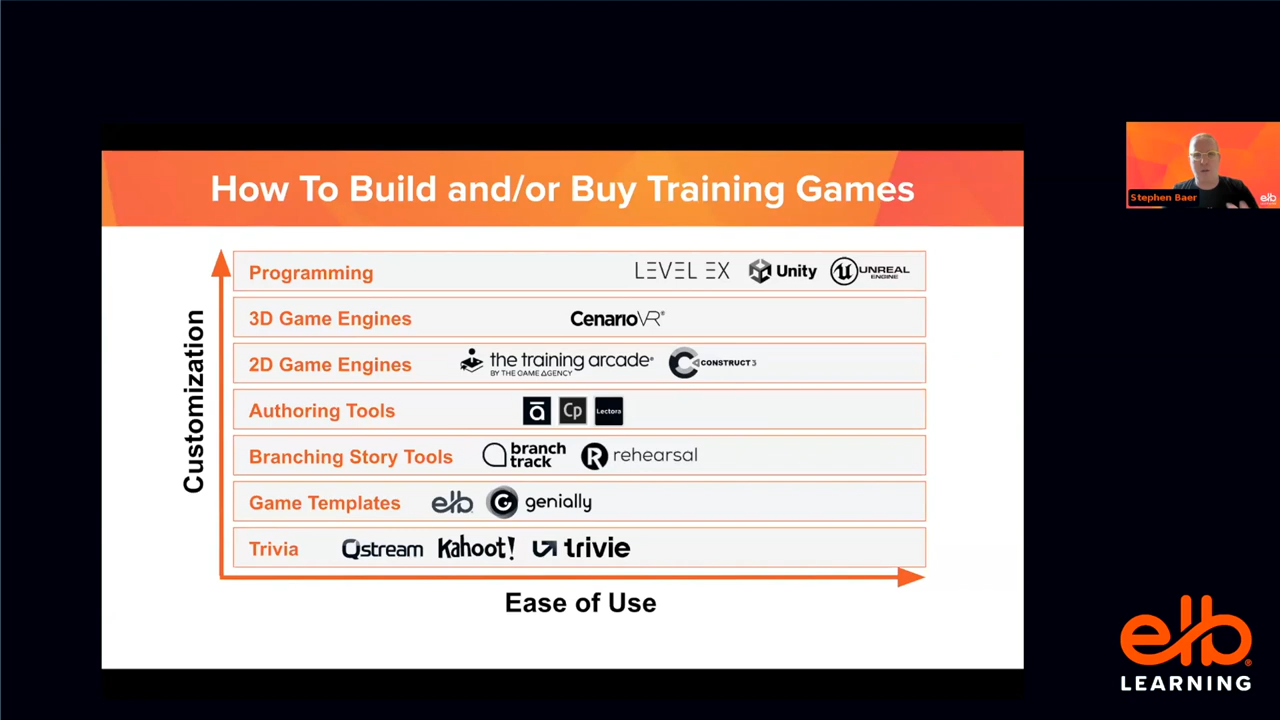 How To Build and/or Buy Training Games
Customization
Programming
LEVEL EX
Unity
UNREAL
ENGINE
3D Game Engines
CenarioVR®
2D Game Engines
the training arcade®
BY THE GAME AGENCY
CONSTRUCT 3
Authoring Tools
a
Cp
Lectora
Branching Story Tools
branch
track
R rehearsal
Game Templates
elb
G genially
Trivia
Qstream
Kahoot!
trivie
Ease of Use
Stephen Baer
elb
elb®
LEARNING